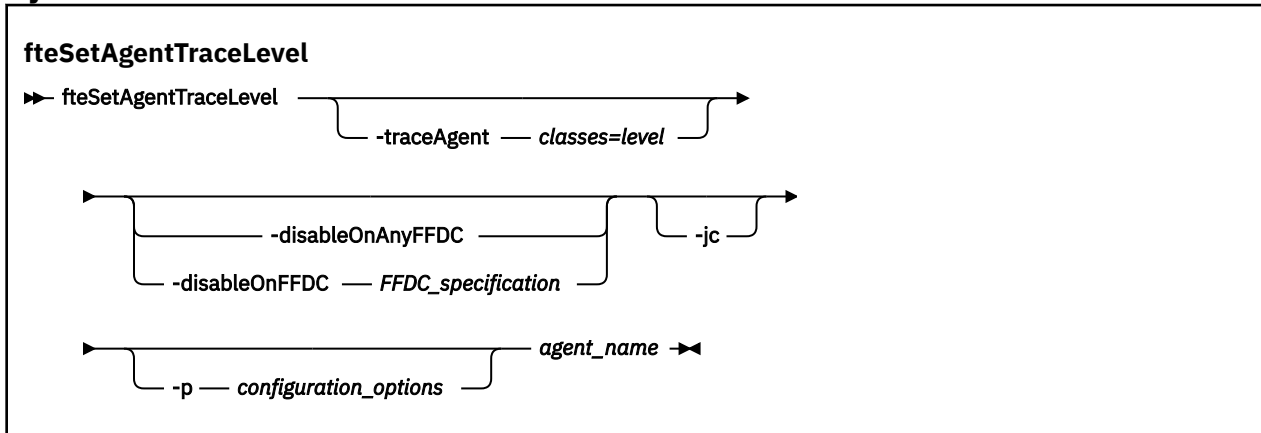 fteSetAgentTraceLevel
fteSetAgentTraceLevel
-traceAgent classes=level
-disableOnAnyFFDC
-jc
-disableOnFFDC FFDC_specification
agent_name
-p configuration_options